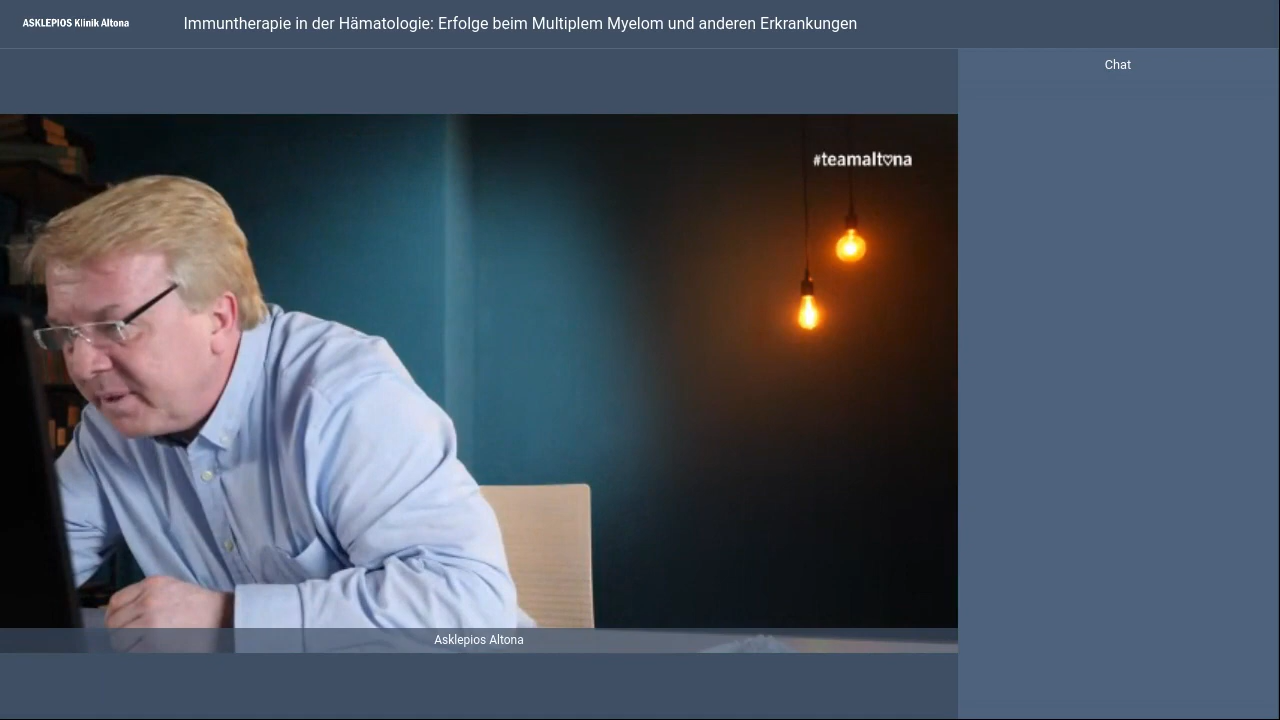 ASKLEPIOS Klinik Altona
Immuntherapie in der Hämatologie: Erfolge beim Multiplem Myelom und anderen Erkrankungen
Chat
#teamaltona
Asklepios Altona